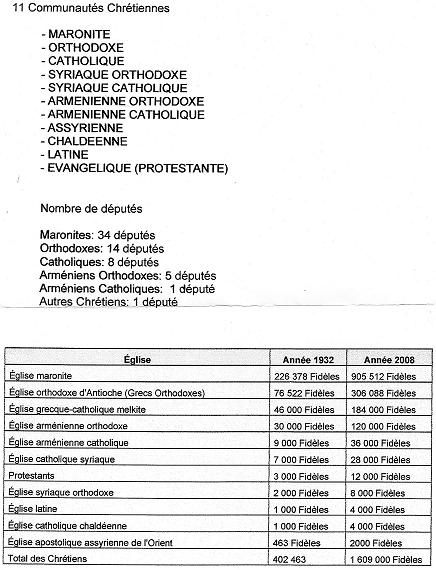 11 Communautés Chrétiennes
- MARONITE
- ORTHODOXE
- CATHOLIQUE
- SYRIAQUE ORTHODOXE
- SYRIAQUE CATHOLIQUE
- ARMENIENNE ORTHODOXE
- ARMENIENNE CATHOLIQUE
- ASSYRIENNE
- CHALDEENNE
- LATINE
- EVANGELIQUE (PROTESTANTE)
Nombre de députés
Maronites: 34 députés
Orthodoxes: 14 députés
Catholiques: 8 députés
Arméniens Orthodoxes: 5 députés
Arméniens Catholiques: 1 député
Autres Chrétiens: 1 député
Église Année 1932 Année 2008
Église maronite 226 378 Fidèles 905 512 Fidèles
Église orthodoxe d'Antioche (Grecs Orthodoxes) 76 522 Fidèles 306 088 Fidèles
Église grecque-catholique melkite 46 000 Fidèles 184 000 Fidèles
Église arménienne orthodoxe 30 000 Fidèles 120 000 Fidèles
Église arménienne catholique 9 000 Fidèles 36 000 Fidèles
Église catholique syriaque 7 000 Fidèles 28 000 Fidèles
Protestants 3 000 Fidèles 12 000 Fidèles
Église syriaque orthodoxe 2 000 Fidèles 8 000 Fidèles
Église latine 1 000 Fidèles 4 000 Fidèles
Église catholique chaldéenne 1 000 Fidèles 4 000 Fidèles
Église apostolique assyrienne de l'Orient 463 Fidèles 2000 Fidèles
Total des Chrétiens 402 463 1 609 000 Fidèles